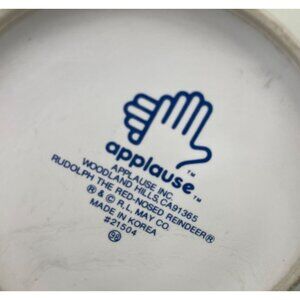 applause™
APPLAUSE INC.
WOODLAND HILLS, CA91365
RUDOLPH THE RED-NOSED REINDEER®
® & © R.L. MAY CO.
MADE IN KOREA
#21504